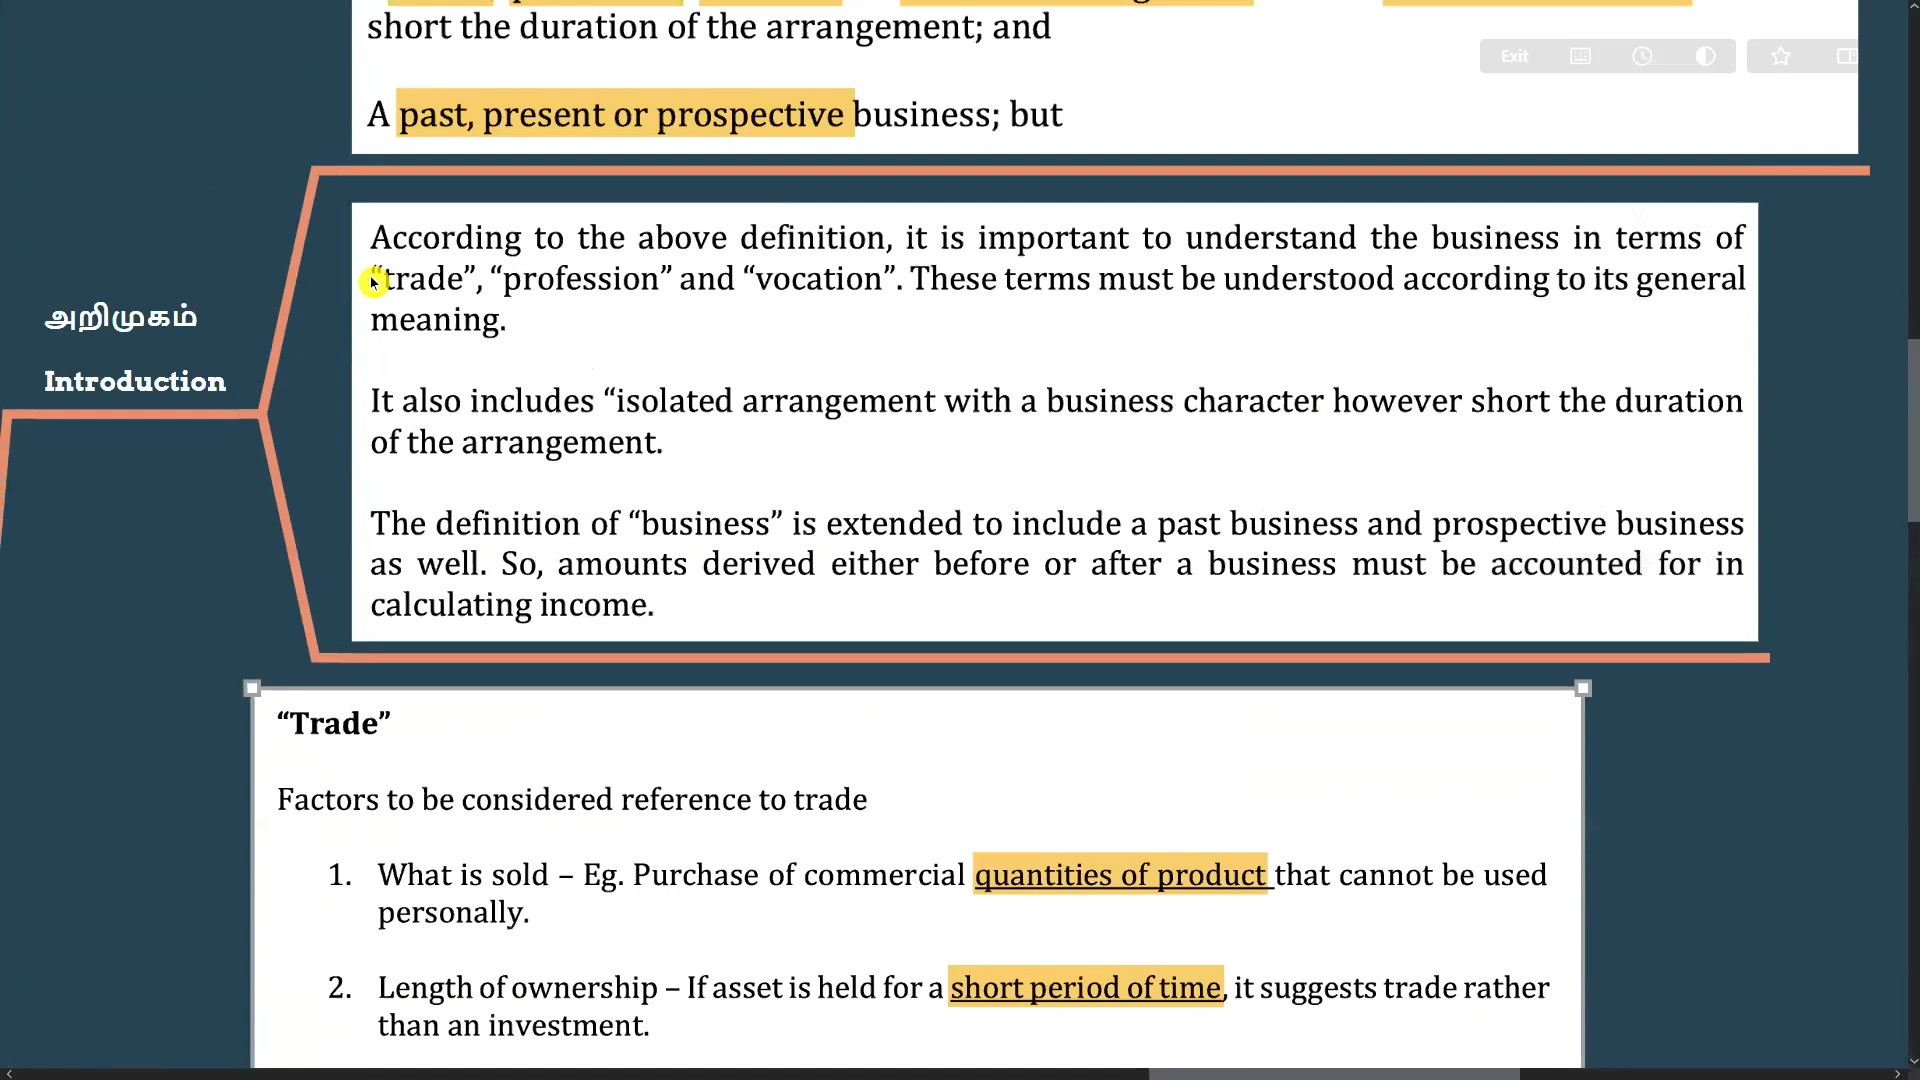 short the duration of the arrangement; and
Exit
A past, present or prospective business; but
According to the above definition, it is important to understand the business in terms of
“trade”, “profession” and “vocation”. These terms must be understood according to its general
meaning.
அறிமுகம்
Introduction
It also includes “isolated arrangement with a business character however short the duration
of the arrangement.
The definition of “business” is extended to include a past business and prospective business
as well. So, amounts derived either before or after a business must be accounted for in
calculating income.
“Trade”
Factors to be considered reference to trade
1. What is sold – Eg. Purchase of commercial quantities of product that cannot be used
personally.
2. Length of ownership – If asset is held for a short period of time, it suggests trade rather
than an investment.